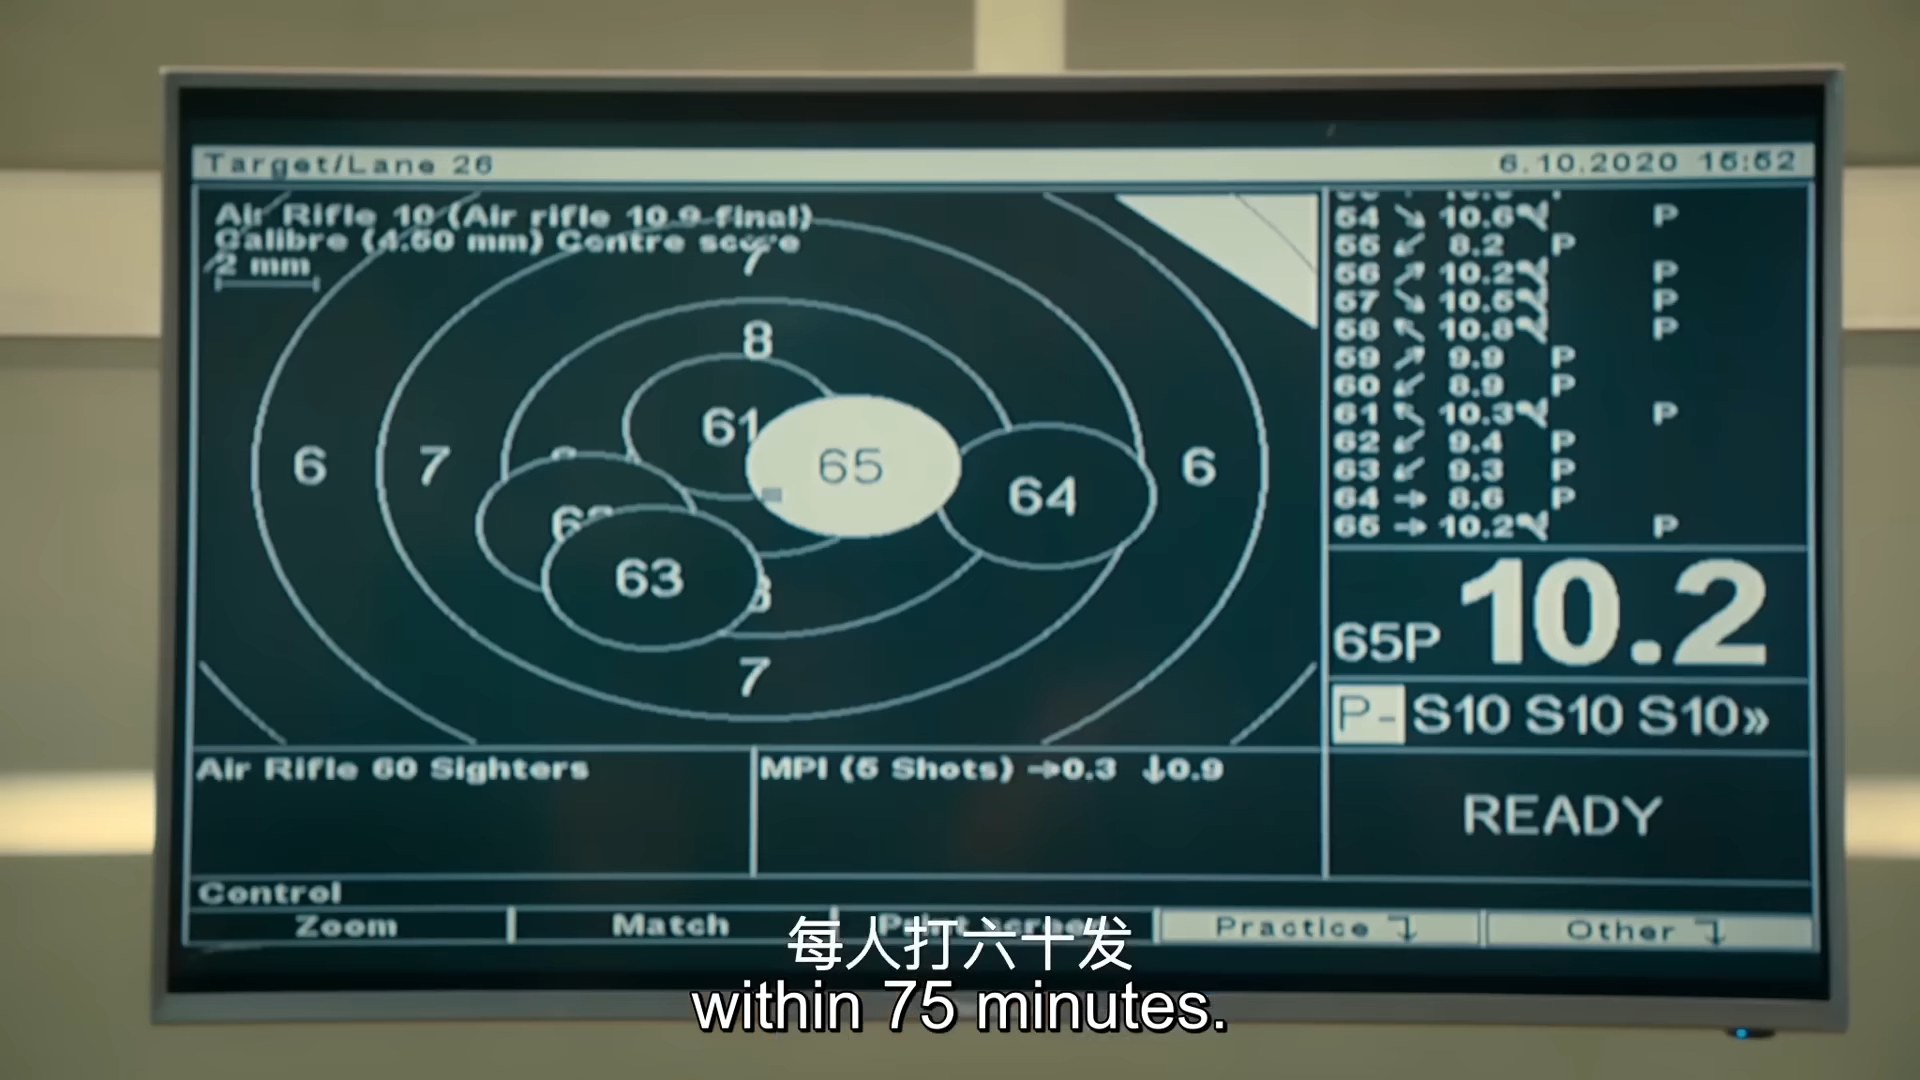 Target/Lane 26
6.10.2020 15:52
Air Rifle 10 (Air rifle 10.9 final)
Calibre (4.50 mm) Centre score
2 mm
7
8
61
65
6
7
64
6
63
8
7
54 ↘ 10.6 P
55 ↙ 8.2 P
56 ↗ 10.2 P
57 ↘ 10.5 P
58 ↖ 10.8 P
59 ↗ 9.9 P
60 ↙ 8.9 P
61 ↖ 10.3 P
62 ↙ 9.4 P
63 ↙ 9.3 P
64 → 8.6 P
65 → 10.2 P
65P 10.2
P- S10 S10 S10»
READY
Air Rifle 60 Sighters
MPI (5 Shots) →0.3 ↓0.9
Control
Zoom
Match
Print screen
Practice
Other
每人打六十发
within 75 minutes.